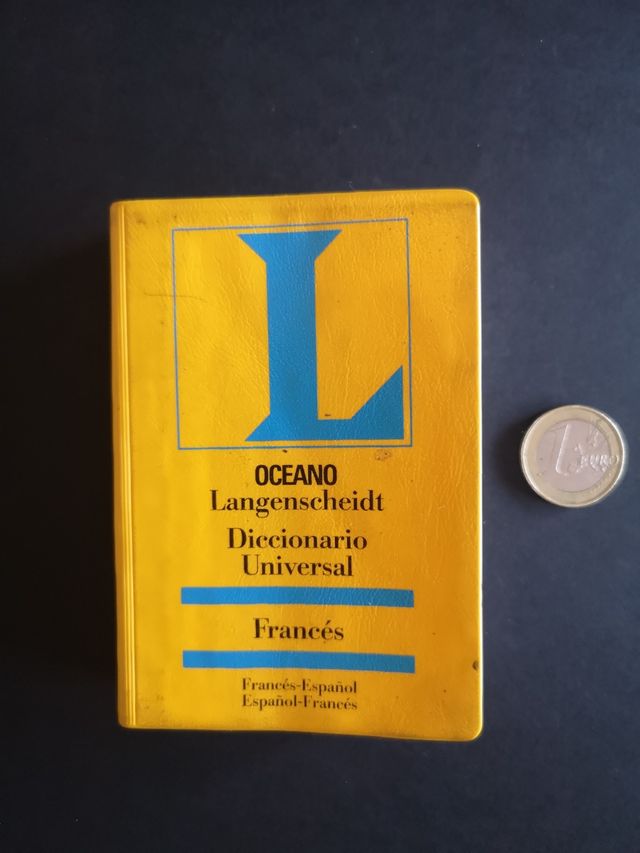 L
OCEANO
Langenscheidt
Diccionario
Universal
Francés
Francés-Español
Español-Francés
1
EURO